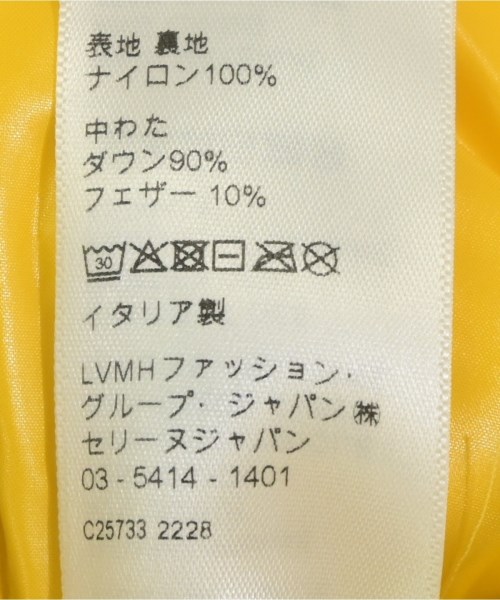 表地 裏地
ナイロン100%
中わた
ダウン90%
フェザー 10%
30
イタリア製
LVMHファッション・
グループ・ジャパン㈱
セリーヌジャパン
03 - 5414 - 1401
C25733 2228